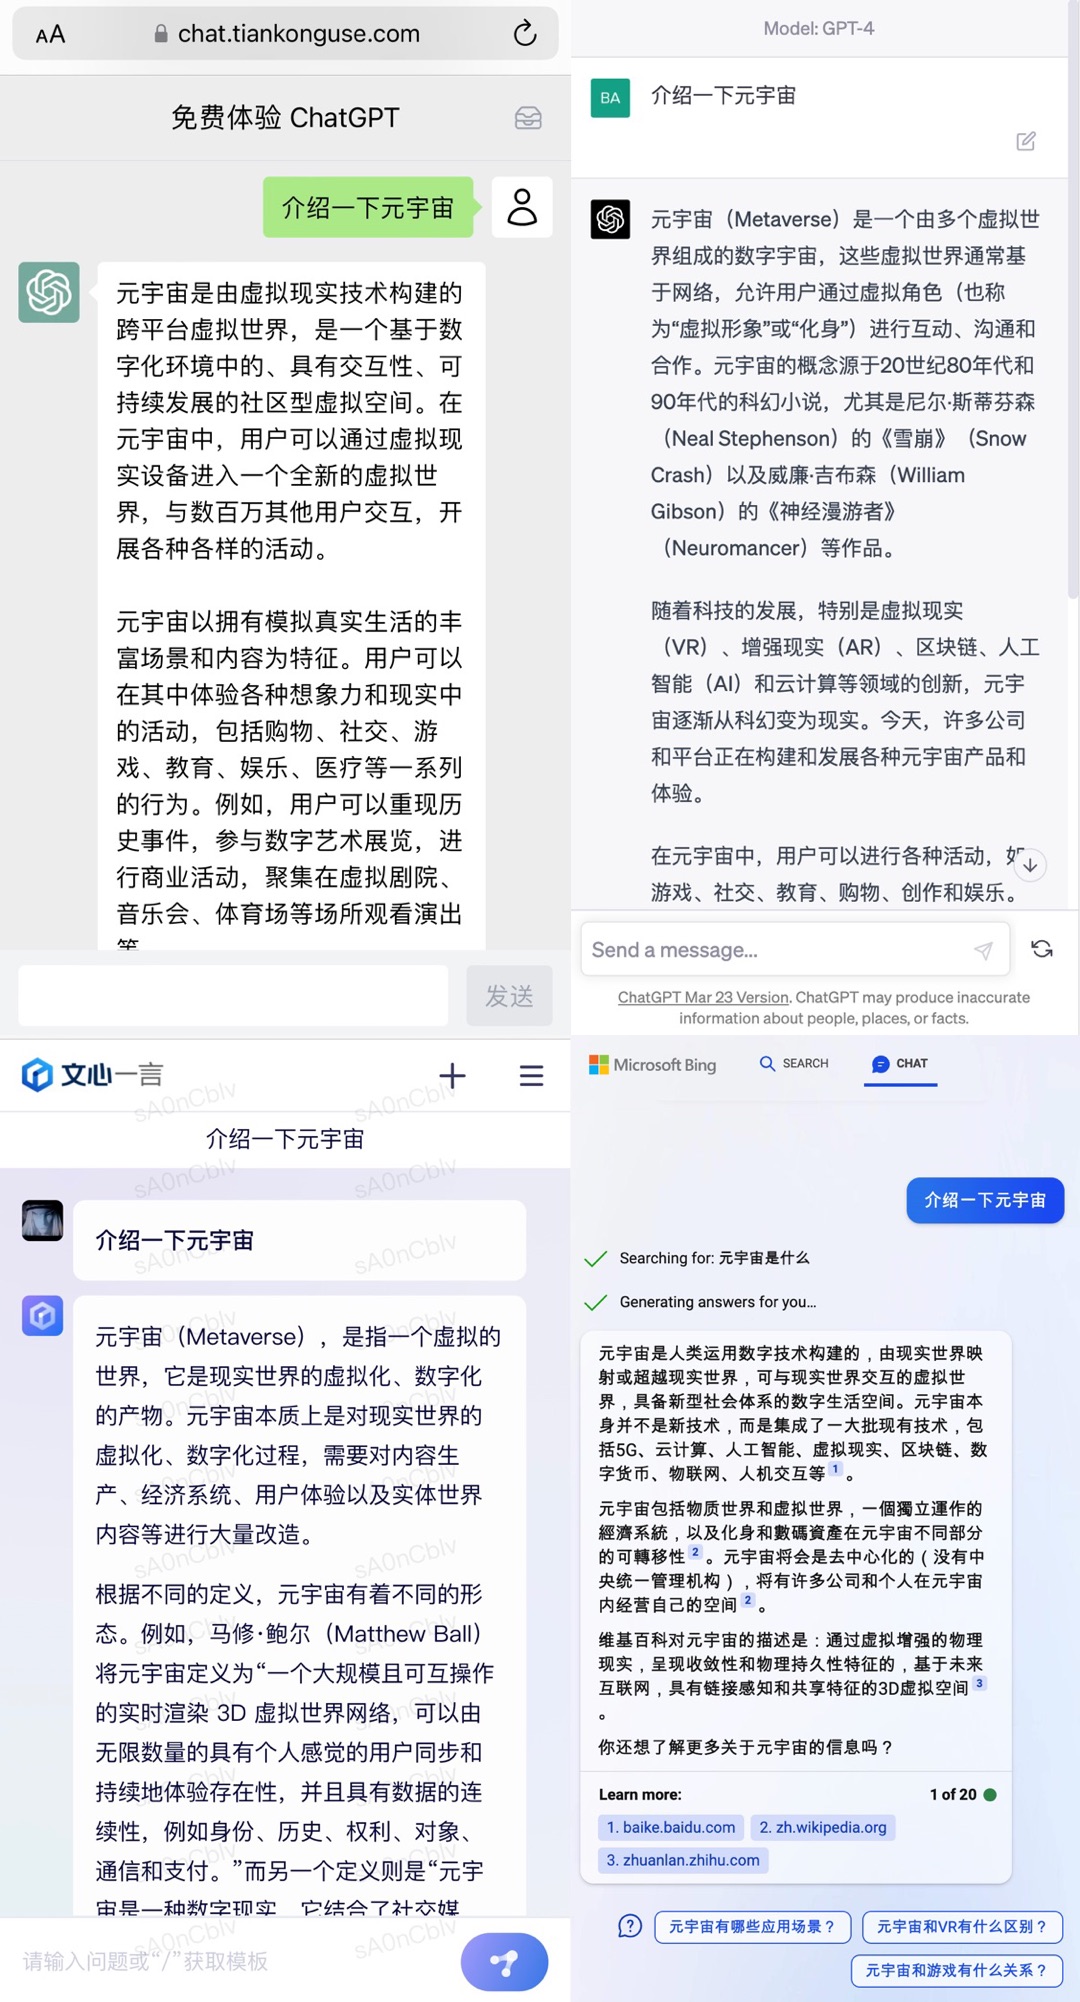 AA chat.tiankonguse.com
免费体验 ChatGPT
介绍一下元宇宙
元宇宙是由虚拟现实技术构建的
跨平台虚拟世界，是一个基于数
字化环境中的、具有交互性、可
持续发展的社区型虚拟空间。在
元宇宙中，用户可以通过虚拟现
实设备进入一个全新的虚拟世
界，与数百万其他用户交互，开
展各种各样的活动。
元宇宙以拥有模拟真实生活的丰
富场景和内容为特征。用户可以
在其中体验各种想象力和现实中
的活动，包括购物、社交、游
戏、教育、娱乐、医疗等一系列
的行为。例如，用户可以重现历
史事件，参与数字艺术展览，进
行商业活动，聚集在虚拟剧院、
音乐会、体育场等场所观看演出
等
发送
Model: GPT-4
BA
介绍一下元宇宙
元宇宙（Metaverse）是一个由多个虚拟世
界组成的数字宇宙，这些虚拟世界通常基
于网络，允许用户通过虚拟角色（也称
为“虚拟形象”或“化身”）进行互动、沟通和
合作。元宇宙的概念源于20世纪80年代和
90年代的科幻小说，尤其是尼尔·斯蒂芬森
（Neal Stephenson）的《雪崩》（Snow
Crash）以及威廉·吉布森（William
Gibson）的《神经漫游者》
（Neuromancer）等作品。
随着科技的发展，特别是虚拟现实
（VR）、增强现实（AR）、区块链、人工
智能（AI）和云计算等领域的创新，元宇
宙逐渐从科幻变为现实。今天，许多公司
和平台正在构建和发展各种元宇宙产品和
体验。
在元宇宙中，用户可以进行各种活动，如
游戏、社交、教育、购物、创作和娱乐。
Send a message...
ChatGPT Mar 23 Version. ChatGPT may produce inaccurate
information about people, places, or facts.
文心一言
介绍一下元宇宙
介绍一下元宇宙
元宇宙（Metaverse），是指一个虚拟的
世界，它是现实世界的虚拟化、数字化
的产物。元宇宙本质上是对现实世界的
虚拟化、数字化过程，需要对内容生
产、经济系统、用户体验以及实体世界
内容等进行大量改造。
根据不同的定义，元宇宙有着不同的形
态。例如，马修·鲍尔（Matthew Ball）
将元宇宙定义为“一个大规模且可互操作
的实时渲染 3D 虚拟世界网络，可以由
无限数量的具有个人感觉的用户同步和
持续地体验存在性，并且具有数据的连
续性，例如身份、历史、权利、对象、
通信和支付。”而另一个定义则是“元宇
宙是一种数字现实，它结合了社交媒
请输入问题或“/”获取模板
sA0nCblv
Microsoft Bing
SEARCH
CHAT
介绍一下元宇宙
Searching for: 元宇宙是什么
Generating answers for you...
元宇宙是人类运用数字技术构建的，由现实世界映
射或超越现实世界，可与现实世界交互的虚拟世
界，具备新型社会体系的数字生活空间。元宇宙本
身并不是新技术，而是集成了一大批现有技术，包
括5G、云计算、人工智能、虚拟现实、区块链、数
字货币、物联网、人机交互等 1 。
元宇宙包括物质世界和虚拟世界，一個獨立運作的
經濟系統，以及化身和數碼資產在元宇宙不同部分
的可轉移性 2 。元宇宙将会是去中心化的（没有中
央统一管理机构），将有许多公司和个人在元宇宙
内经营自己的空间 2 。
维基百科对元宇宙的描述是：通过虚拟增强的物理
现实，呈现收敛性和物理持久性特征的，基于未来
互联网，具有链接感知和共享特征的3D虚拟空间 3
。
你还想了解更多关于元宇宙的信息吗？
Learn more: 1 of 20
1. baike.baidu.com 2. zh.wikipedia.org
3. zhuanlan.zhihu.com
元宇宙有哪些应用场景？ 元宇宙和VR有什么区别？
元宇宙和游戏有什么关系？